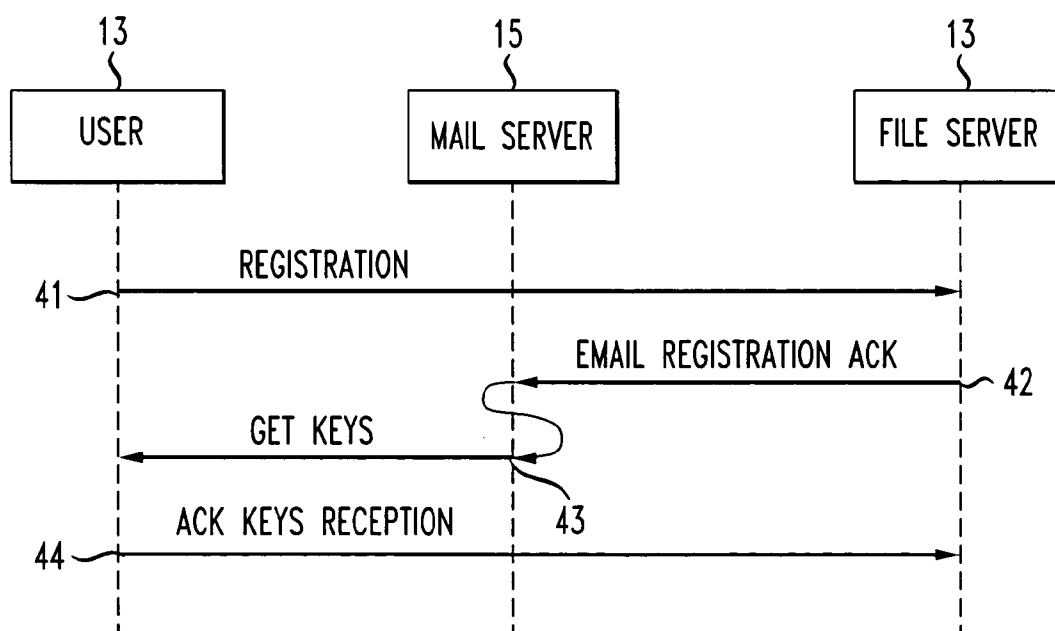 13
15
13
USER
MAIL SERVER
FILE SERVER
REGISTRATION
41
EMAIL REGISTRATION ACK
42
GET KEYS
43
ACK KEYS RECEPTION
44